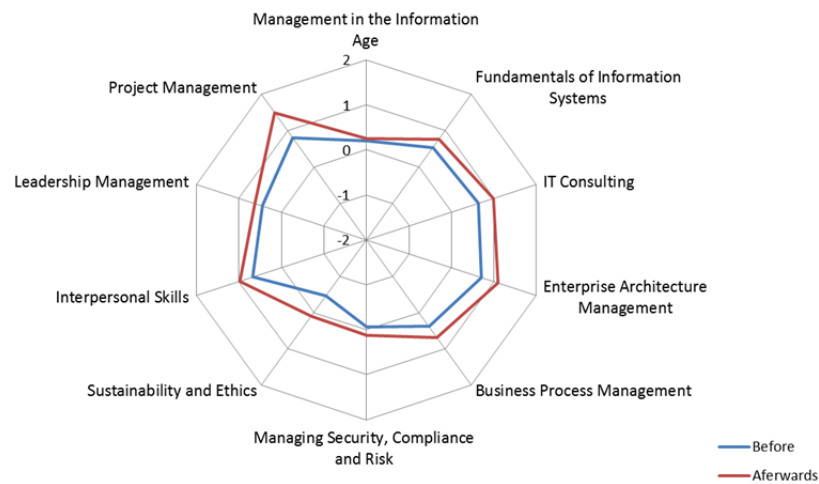 Management in the Information
Age
2
Project Management
Fundamentals of Information
Systems
1
0
Leadership Management
IT Consulting
-1
-2
Interpersonal Skills
Enterprise Architecture
Management
Sustainability and Ethics
Business Process Management
Managing Security, Compliance
and Risk
Before
Aferwards